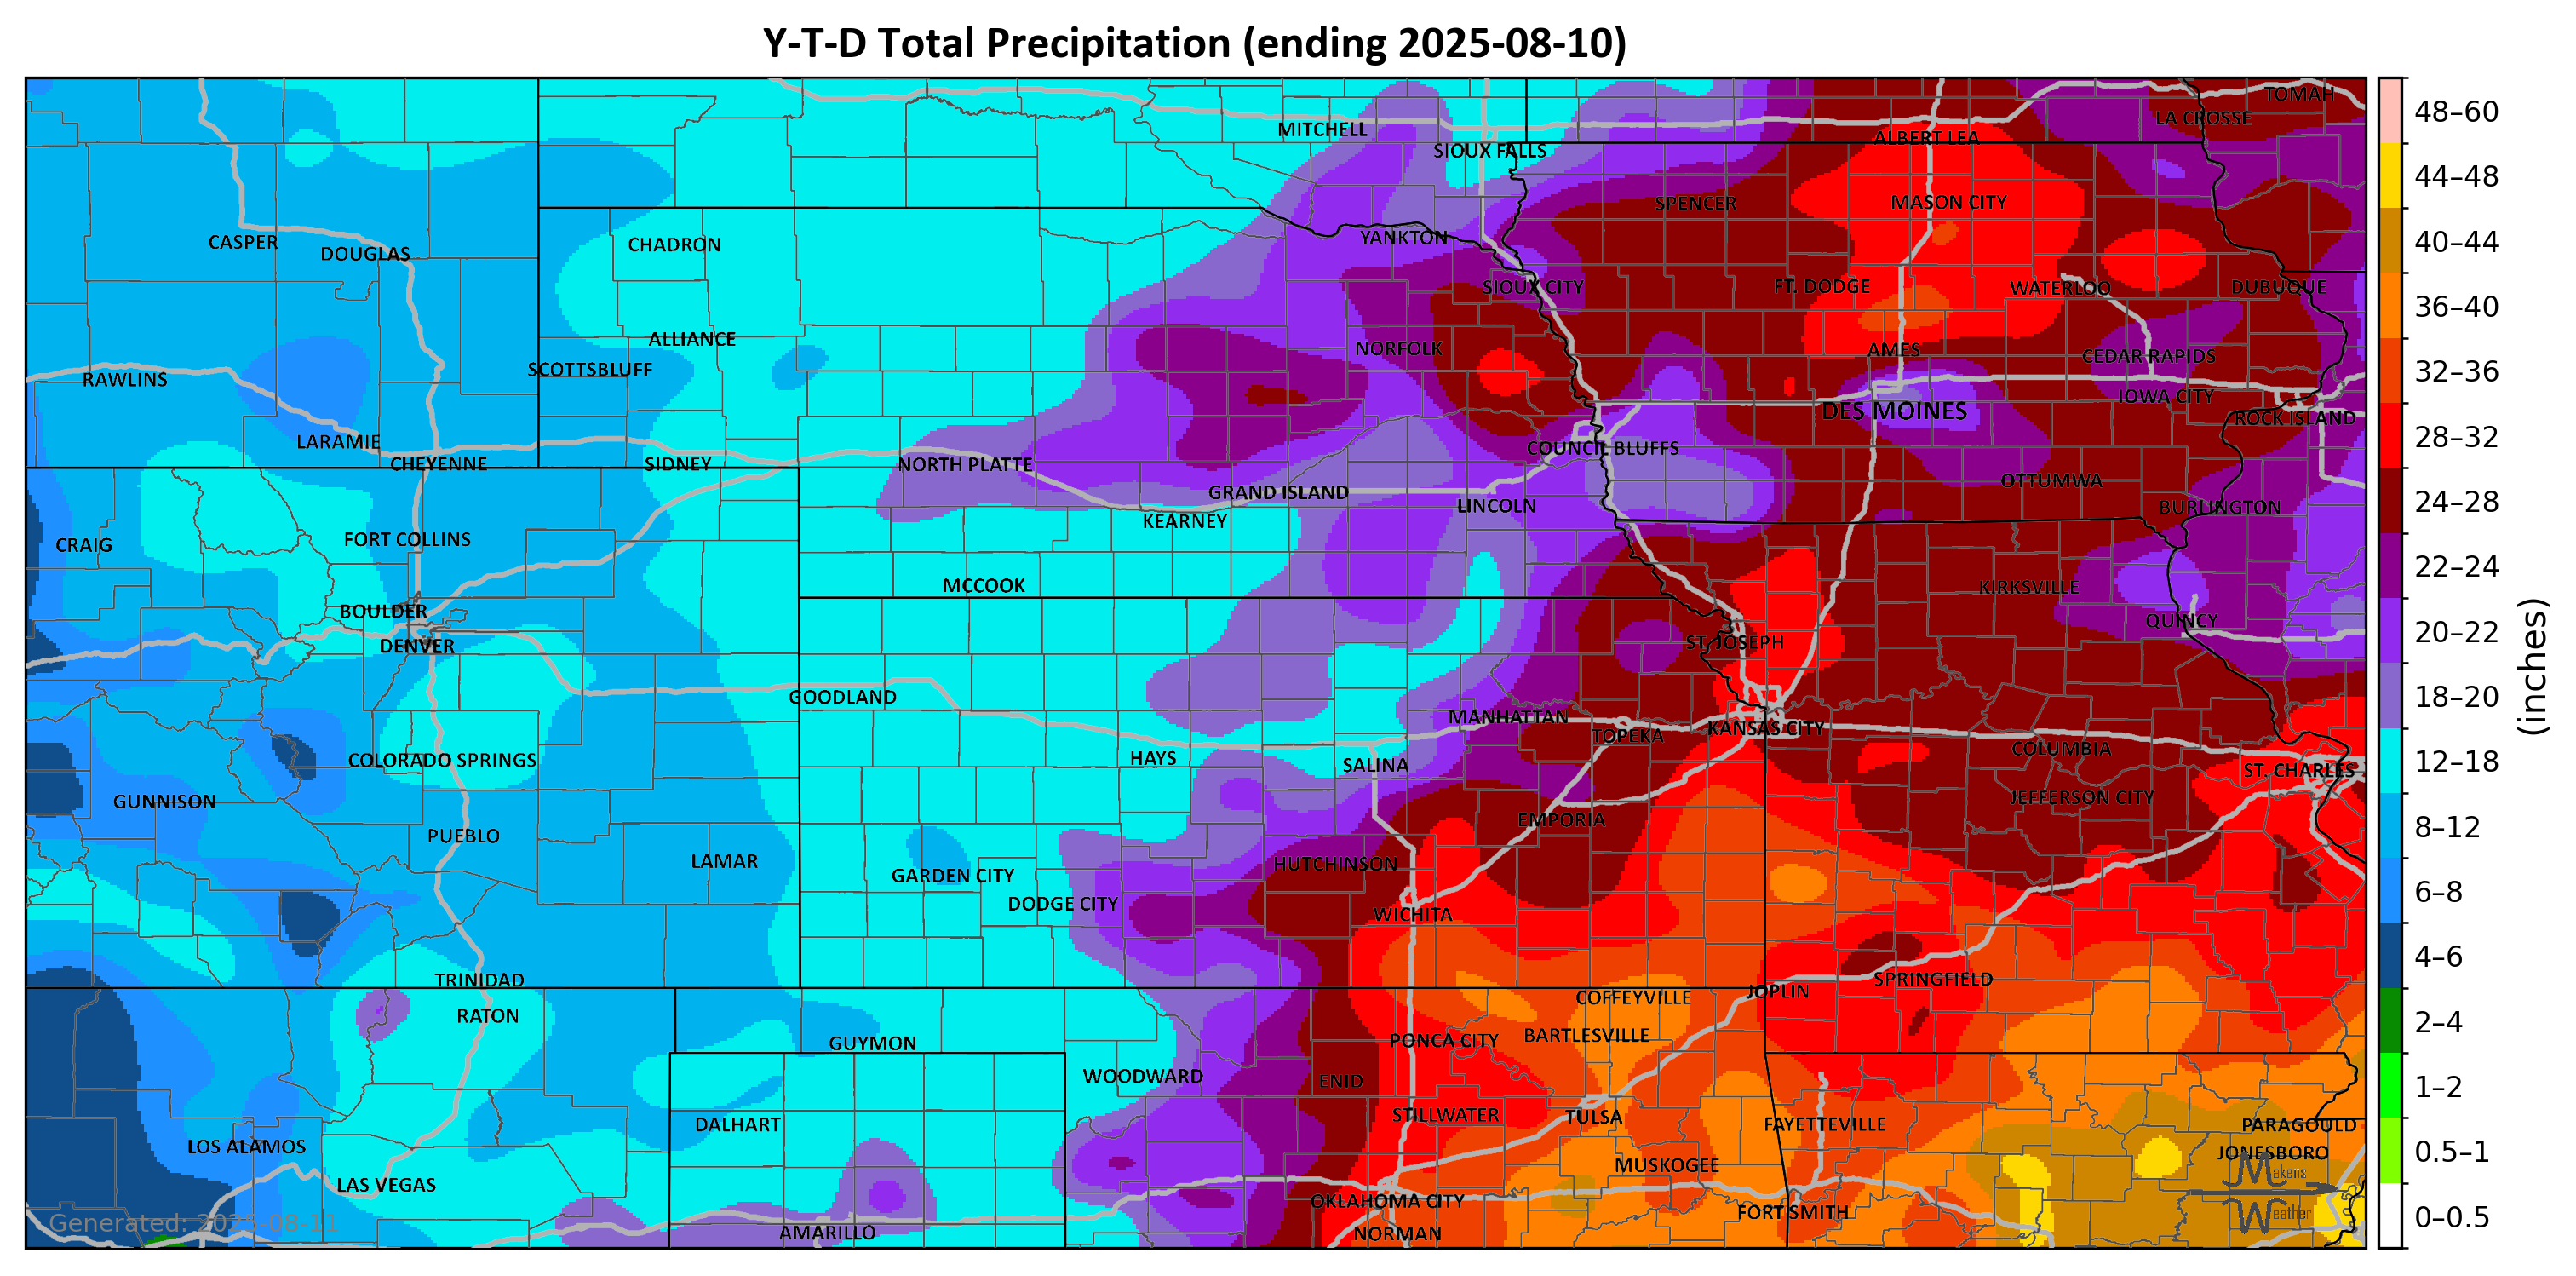 Y-T-D Total Precipitation (ending 2025-08-10)
TOMAH
LA CROSSE
MITCHELL
ALBERT LEA
SIOUX FALLS
SPENCER
MASON CITY
YANKTON
CASPER
CHADRON
DOUGLAS
SIOUX CITY
FT. DODGE
WATERLOO
DUBUQUE
ALLIANCE
NORFOLK
AMES
CEDAR RAPIDS
SCOTTSBLUFF
RAWLINS
IOWA CITY
DES MOINES
ROCK ISLAND
LARAMIE
COUNCIL BLUFFS
CHEYENNE
SIDNEY
NORTH PLATTE
OTTUMWA
GRAND ISLAND
LINCOLN
BURLINGTON
KEARNEY
CRAIG
FORT COLLINS
MCCOOK
KIRKSVILLE
BOULDER
QUINCY
DENVER
ST. JOSEPH
GOODLAND
MANHATTAN
KANSAS CITY
TOPEKA
COLUMBIA
COLORADO SPRINGS
HAYS
SALINA
ST. CHARLES
GUNNISON
JEFFERSON CITY
EMPORIA
PUEBLO
LAMAR
HUTCHINSON
GARDEN CITY
DODGE CITY
WICHITA
TRINIDAD
SPRINGFIELD
JOPLIN
COFFEYVILLE
RATON
BARTLESVILLE
GUYMON
PONCA CITY
WOODWARD
ENID
STILLWATER
TULSA
DALHART
FAYETTEVILLE
PARAGOULD
LOS ALAMOS
JONESBORO
MUSKOGEE
LAS VEGAS
OKLAHOMA CITY
FORT SMITH
AMARILLO
NORMAN
Generated: 2025-08-11
Makens
Weather
48–60
44–48
40–44
36–40
32–36
28–32
24–28
22–24
20–22
18–20
12–18
8–12
6–8
4–6
2–4
1–2
0.5–1
0–0.5
(inches)